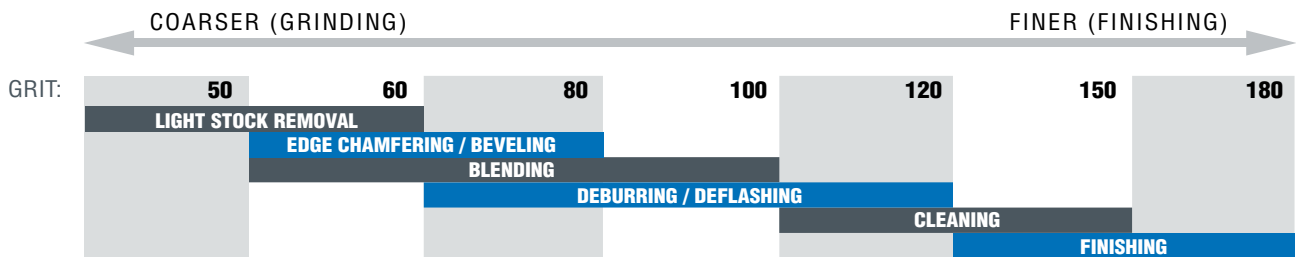 COARSER (GRINDING) FINER (FINISHING)
GRIT: 50 60 80 100 120 150 180
LIGHT STOCK REMOVAL
EDGE CHAMFERING / BEVELING
BLENDING
DEBURRING / DEFLASHING
CLEANING
FINISHING